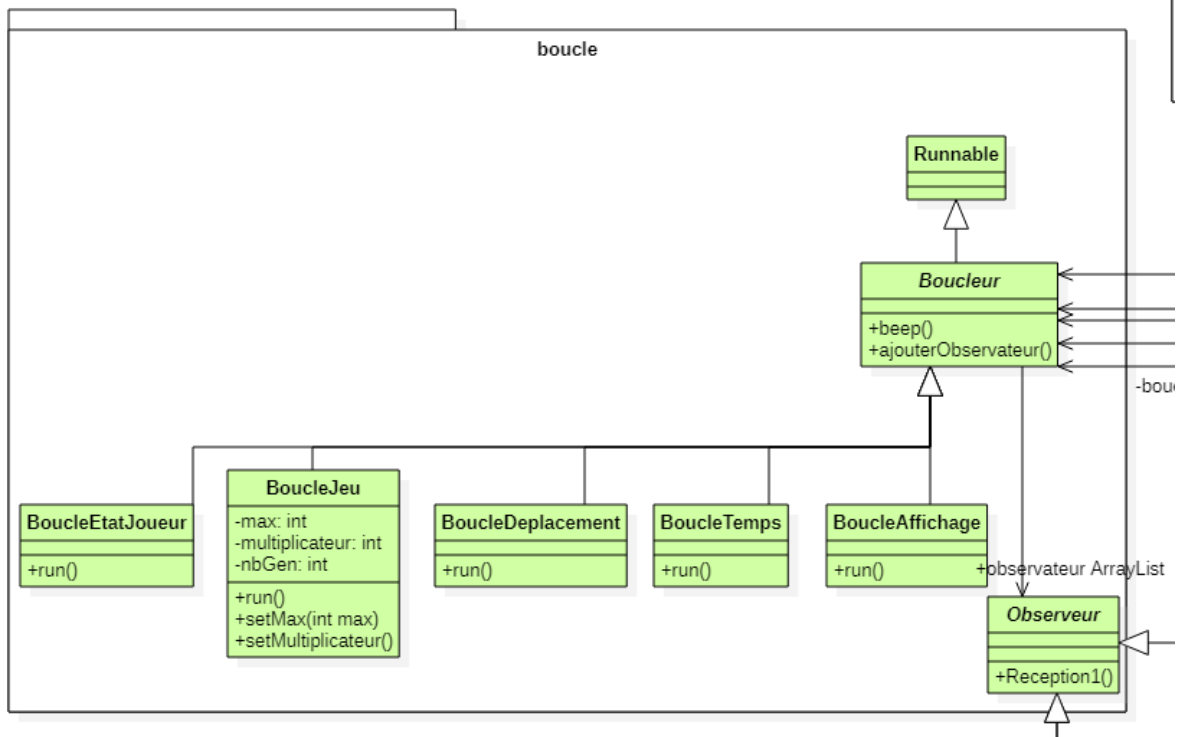 boucle
Runnable
Boucleur
+beep()
+ajouterObservateur()
BoucleEtatJoueur
+run()
BoucleJeu
-max: int
-multiplicateur: int
-nbGen: int
+run()
+setMax(int max)
+setMultiplicateur()
BoucleDeplacement
+run()
BoucleTemps
+run()
BoucleAffichage
+run()
+observateur ArrayList
Observeur
+Reception1()